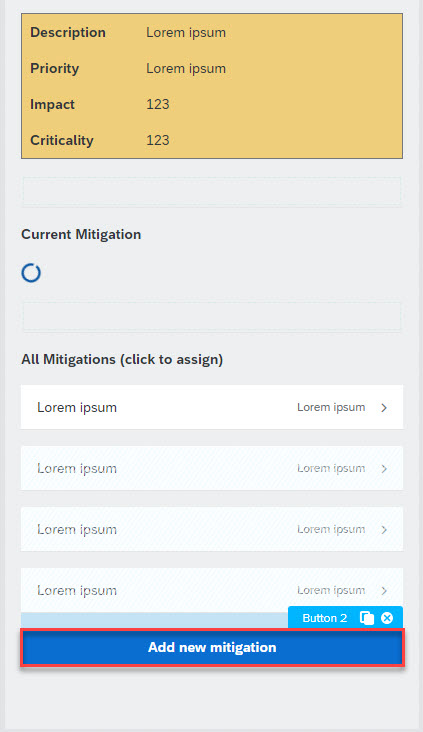 Description Lorem ipsum
Priority Lorem ipsum
Impact 123
Criticality 123
Current Mitigation
All Mitigations (click to assign)
Lorem ipsum Lorem ipsum
Lorem ipsum Lorem ipsum
Lorem ipsum Lorem ipsum
Lorem ipsum Lorem ipsum
Button 2
Add new mitigation